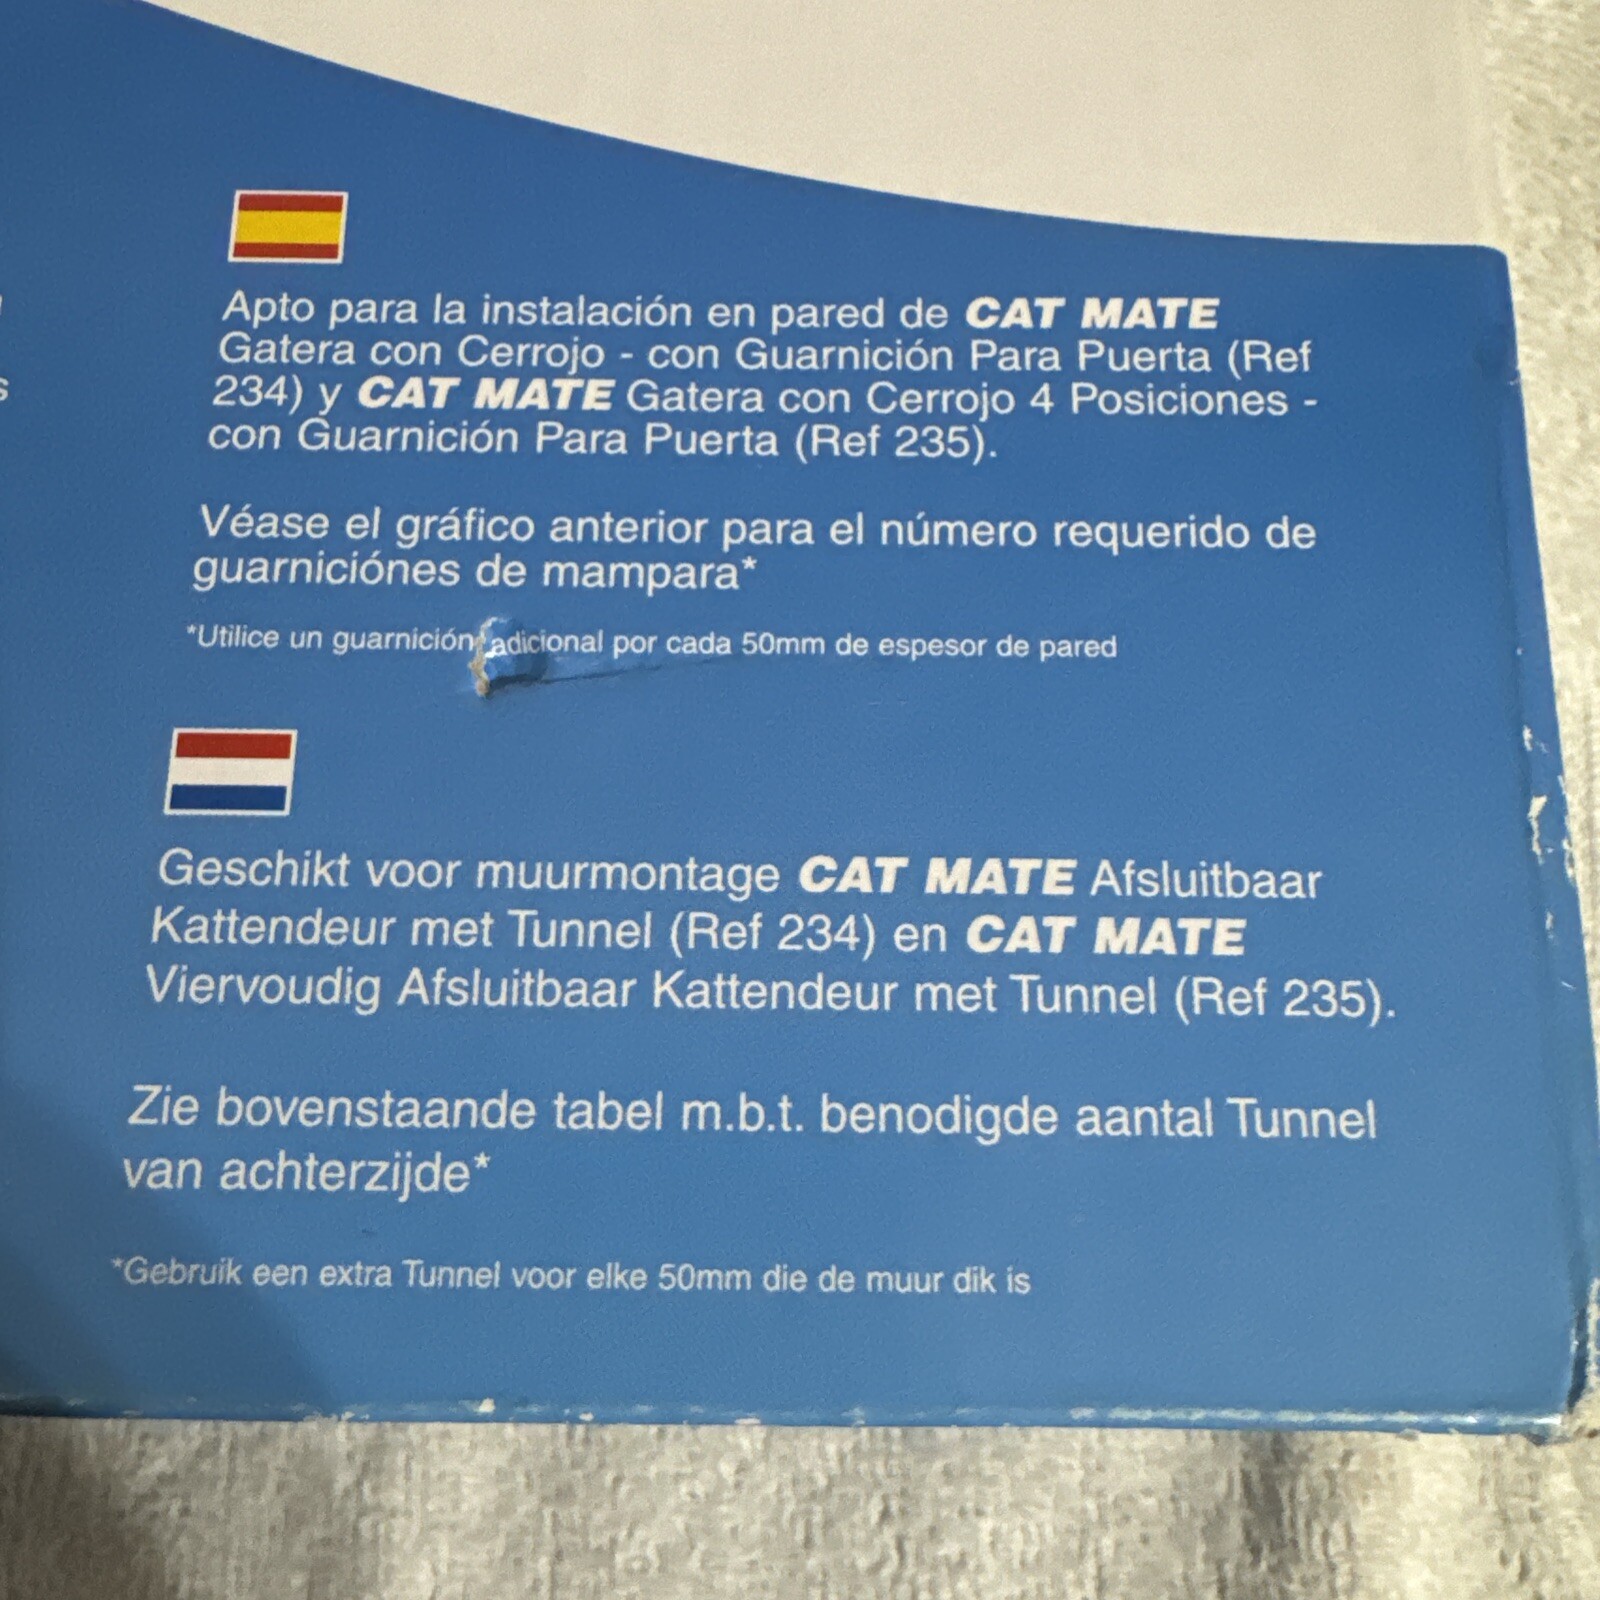 Apto para la instalación en pared de CAT MATE
Gatera con Cerrojo - con Guarnición Para Puerta (Ref
234) y CAT MATE Gatera con Cerrojo 4 Posiciones -
con Guarnición Para Puerta (Ref 235).
Véase el gráfico anterior para el número requerido de
guarniciónes de mampara*
*Utilice un guarnición adicional por cada 50mm de espesor de pared
Geschikt voor muurmontage CAT MATE Afsluitbaar
Kattendeur met Tunnel (Ref 234) en CAT MATE
Viervoudig Afsluitbaar Kattendeur met Tunnel (Ref 235).
Zie bovenstaande tabel m.b.t. benodigde aantal Tunnel
van achterzijde*
*Gebruik een extra Tunnel voor elke 50mm die de muur dik is